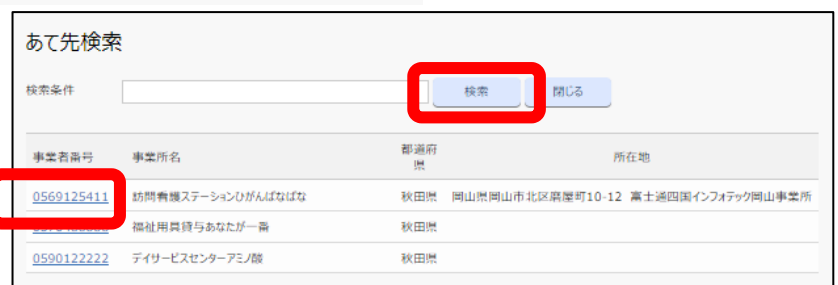 あて先検索
検索条件 検索 閉じる
事業者番号 事業所名 都道府県 所在地
0569125411 訪問看護ステーションひがんばなばな 秋田県 岡山県岡山市北区磨屋町10-12 富士通四国インフォテック岡山事業所
福祉用具貸与あなたが一番 秋田県
0590122222 デイサービスセンターアミノ酸 秋田県